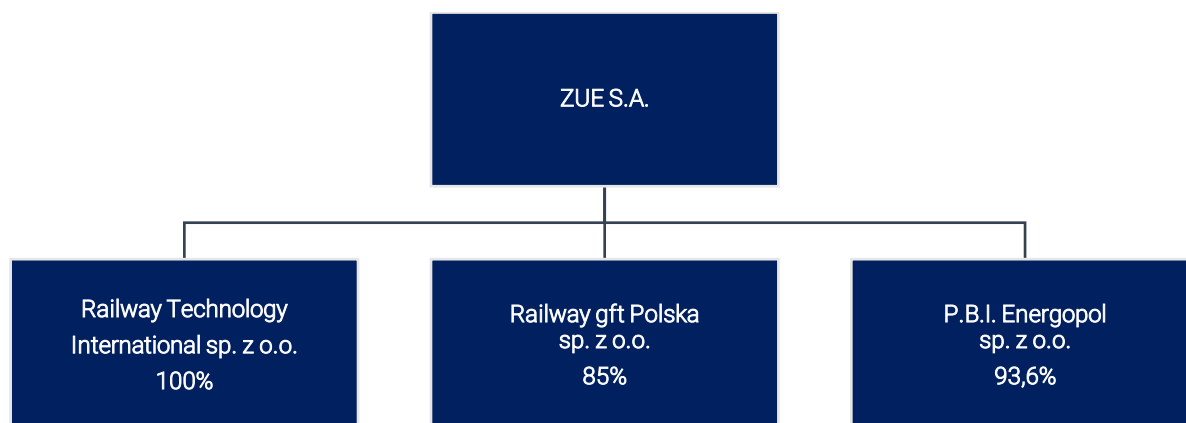 ZUE S.A.
Railway Technology
International sp. z o.o.
100%
Railway gft Polska
sp. z o.o.
85%
P.B.I. Energopol
sp. z o.o.
93,6%